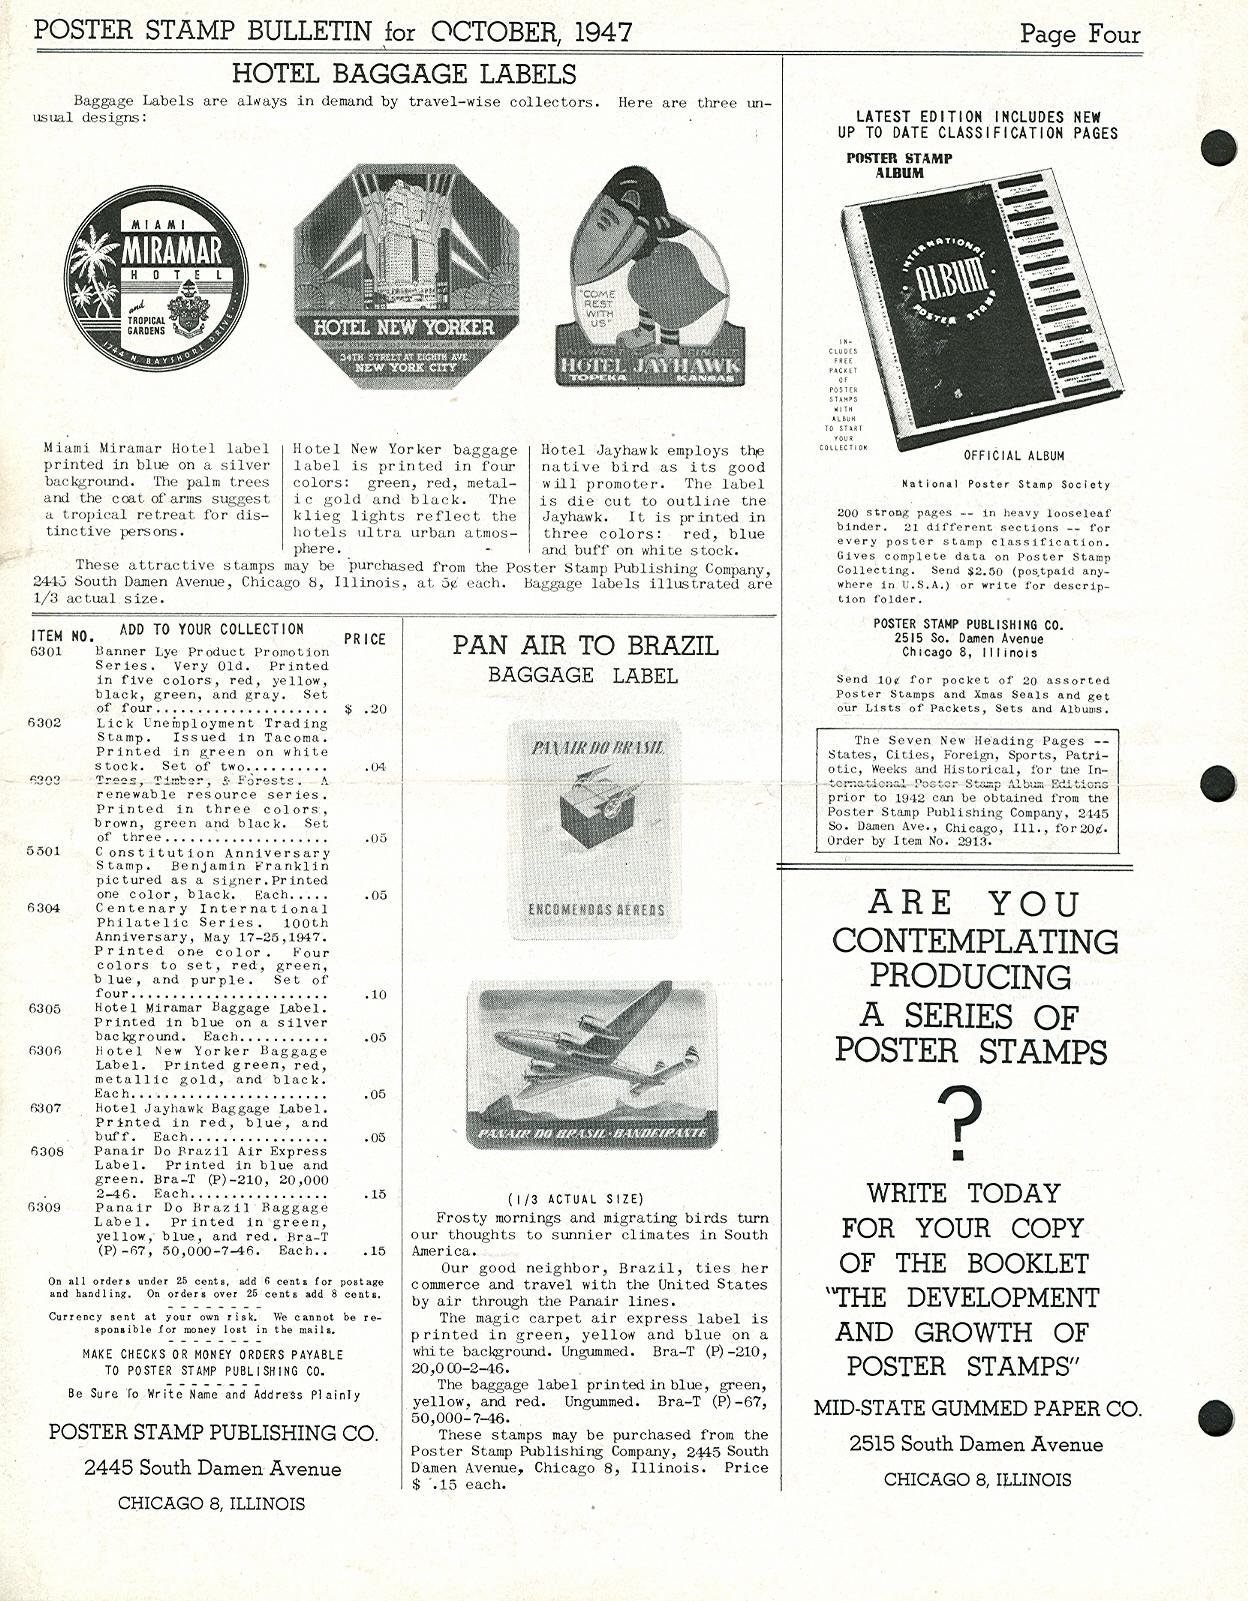 POSTER STAMP BULLETIN for OCTOBER, 1947
Page Four
HOTEL BAGGAGE LABELS
Baggage Labels are always in demand by travel-wise collectors. Here are three un-
usual designs:
MIAMI
MIRAMAR
HOTEL
and
TROPICAL
GARDENS
1744 N. BAYSHORE DRIVE
HOTEL NEW YORKER
34TH STREET AT EIGHTH AVE.
NEW YORK CITY
"COME
REST
WITH
US"
HOTEL JAYHAWK
TOPEKA KANSAS
Miami Miramar Hotel label
printed in blue on a silver
background. The palm trees
and the coat of arms suggest
a tropical retreat for dis-
tinctive persons.
Hotel New Yorker baggage
label is printed in four
colors: green, red, metal-
ic gold and black. The
klieg lights reflect the
hotels ultra urban atmos-
phere.
Hotel Jayhawk employs the
native bird as its good
will promoter. The label
is die cut to outline the
Jayhawk. It is printed in
three colors: red, blue
and buff on white stock.
These attractive stamps may be purchased from the Poster Stamp Publishing Company,
2445 South Damen Avenue, Chicago 8, Illinois, at 5¢ each. Baggage labels illustrated are
1/3 actual size.
ITEM NO. ADD TO YOUR COLLECTION PRICE
6301 Banner Lye Product Promotion
Series. Very Old. Printed
in five colors, red, yellow,
black, green, and gray. Set
of four..................... $ .20
6302 Lick Unemployment Trading
Stamp. Issued in Tacoma.
Printed in green on white
stock. Set of two.......... .04
6303 Trees, Timber, & Forests. A
renewable resource series.
Printed in three colors,
brown, green and black. Set
of three................... .05
5501 Constitution Anniversary
Stamp. Benjamin Franklin
pictured as a signer.Printed
one color, black. Each..... .05
6304 Centenary International
Philatelic Series. 100th
Anniversary, May 17-25,1947.
Printed one color. Four
colors to set, red, green,
blue, and purple. Set of
four....................... .10
6305 Hotel Miramar Baggage Label.
Printed in blue on a silver
background. Each........... .05
6306 Hotel New Yorker Baggage
Label. Printed green, red,
metallic gold, and black.
Each....................... .05
6307 Hotel Jayhawk Baggage Label.
Printed in red, blue, and
buff. Each................. .05
6308 Panair Do Brazil Air Express
Label. Printed in blue and
green. Bra-T (P)-210, 20,000
2-46. Each................. .15
6309 Panair Do Brazil Baggage
Label. Printed in green,
yellow, blue, and red. Bra-T
(P)-67, 50,000-7-46. Each.. .15
On all orders under 25 cents, add 6 cents for postage
and handling. On orders over 25 cents add 8 cents.
Currency sent at your own risk. We cannot be re-
sponsible for money lost in the mails.
MAKE CHECKS OR MONEY ORDERS PAYABLE
TO POSTER STAMP PUBLISHING CO.
Be Sure To Write Name and Address Plainly
POSTER STAMP PUBLISHING CO.
2445 South Damen Avenue
CHICAGO 8, ILLINOIS
PAN AIR TO BRAZIL
BAGGAGE LABEL
PANAIR DO BRASIL
ENCOMENDAS AEREAS
PANAIR DO BRASIL-BANDEIRANTE
(1/3 ACTUAL SIZE)
Frosty mornings and migrating birds turn
our thoughts to sunnier climates in South
America.
Our good neighbor, Brazil, ties her
commerce and travel with the United States
by air through the Panair lines.
The magic carpet air express label is
printed in green, yellow and blue on a
white background. Ungummed. Bra-T (P)-210,
20,000-2-46.
The baggage label printed in blue, green,
yellow, and red. Ungummed. Bra-T (P)-67,
50,000-7-46.
These stamps may be purchased from the
Poster Stamp Publishing Company, 2445 South
Damen Avenue, Chicago 8, Illinois. Price
$ .15 each.
LATEST EDITION INCLUDES NEW
UP TO DATE CLASSIFICATION PAGES
POSTER STAMP
ALBUM
INTERNATIONAL
ALBUM
POSTER STAMP
IN-
CLUDES
FREE
PACKET
OF
POSTER
STAMPS
WITH
ALBUM
TO START
YOUR
COLLECTION
OFFICIAL ALBUM
National Poster Stamp Society
200 strong pages -- in heavy looseleaf
binder. 21 different sections -- for
every poster stamp classification.
Gives complete data on Poster Stamp
Collecting. Send $2.50 (postpaid any-
where in U.S.A.) or write for descrip-
tion folder.
POSTER STAMP PUBLISHING CO.
2515 So. Damen Avenue
Chicago 8, Illinois
Send 10¢ for pocket of 20 assorted
Poster Stamps and Xmas Seals and get
our Lists of Packets, Sets and Albums.
The Seven New Heading Pages --
States, Cities, Foreign, Sports, Patri-
otic, Weeks and Historical, for the In-
ternational Poster Stamp Album Editions
prior to 1942 can be obtained from the
Poster Stamp Publishing Company, 2445
So. Damen Ave., Chicago, Ill., for 20¢.
Order by Item No. 2913.
ARE YOU
CONTEMPLATING
PRODUCING
A SERIES OF
POSTER STAMPS
?
WRITE TODAY
FOR YOUR COPY
OF THE BOOKLET
"THE DEVELOPMENT
AND GROWTH OF
POSTER STAMPS"
MID-STATE GUMMED PAPER CO.
2515 South Damen Avenue
CHICAGO 8, ILLINOIS